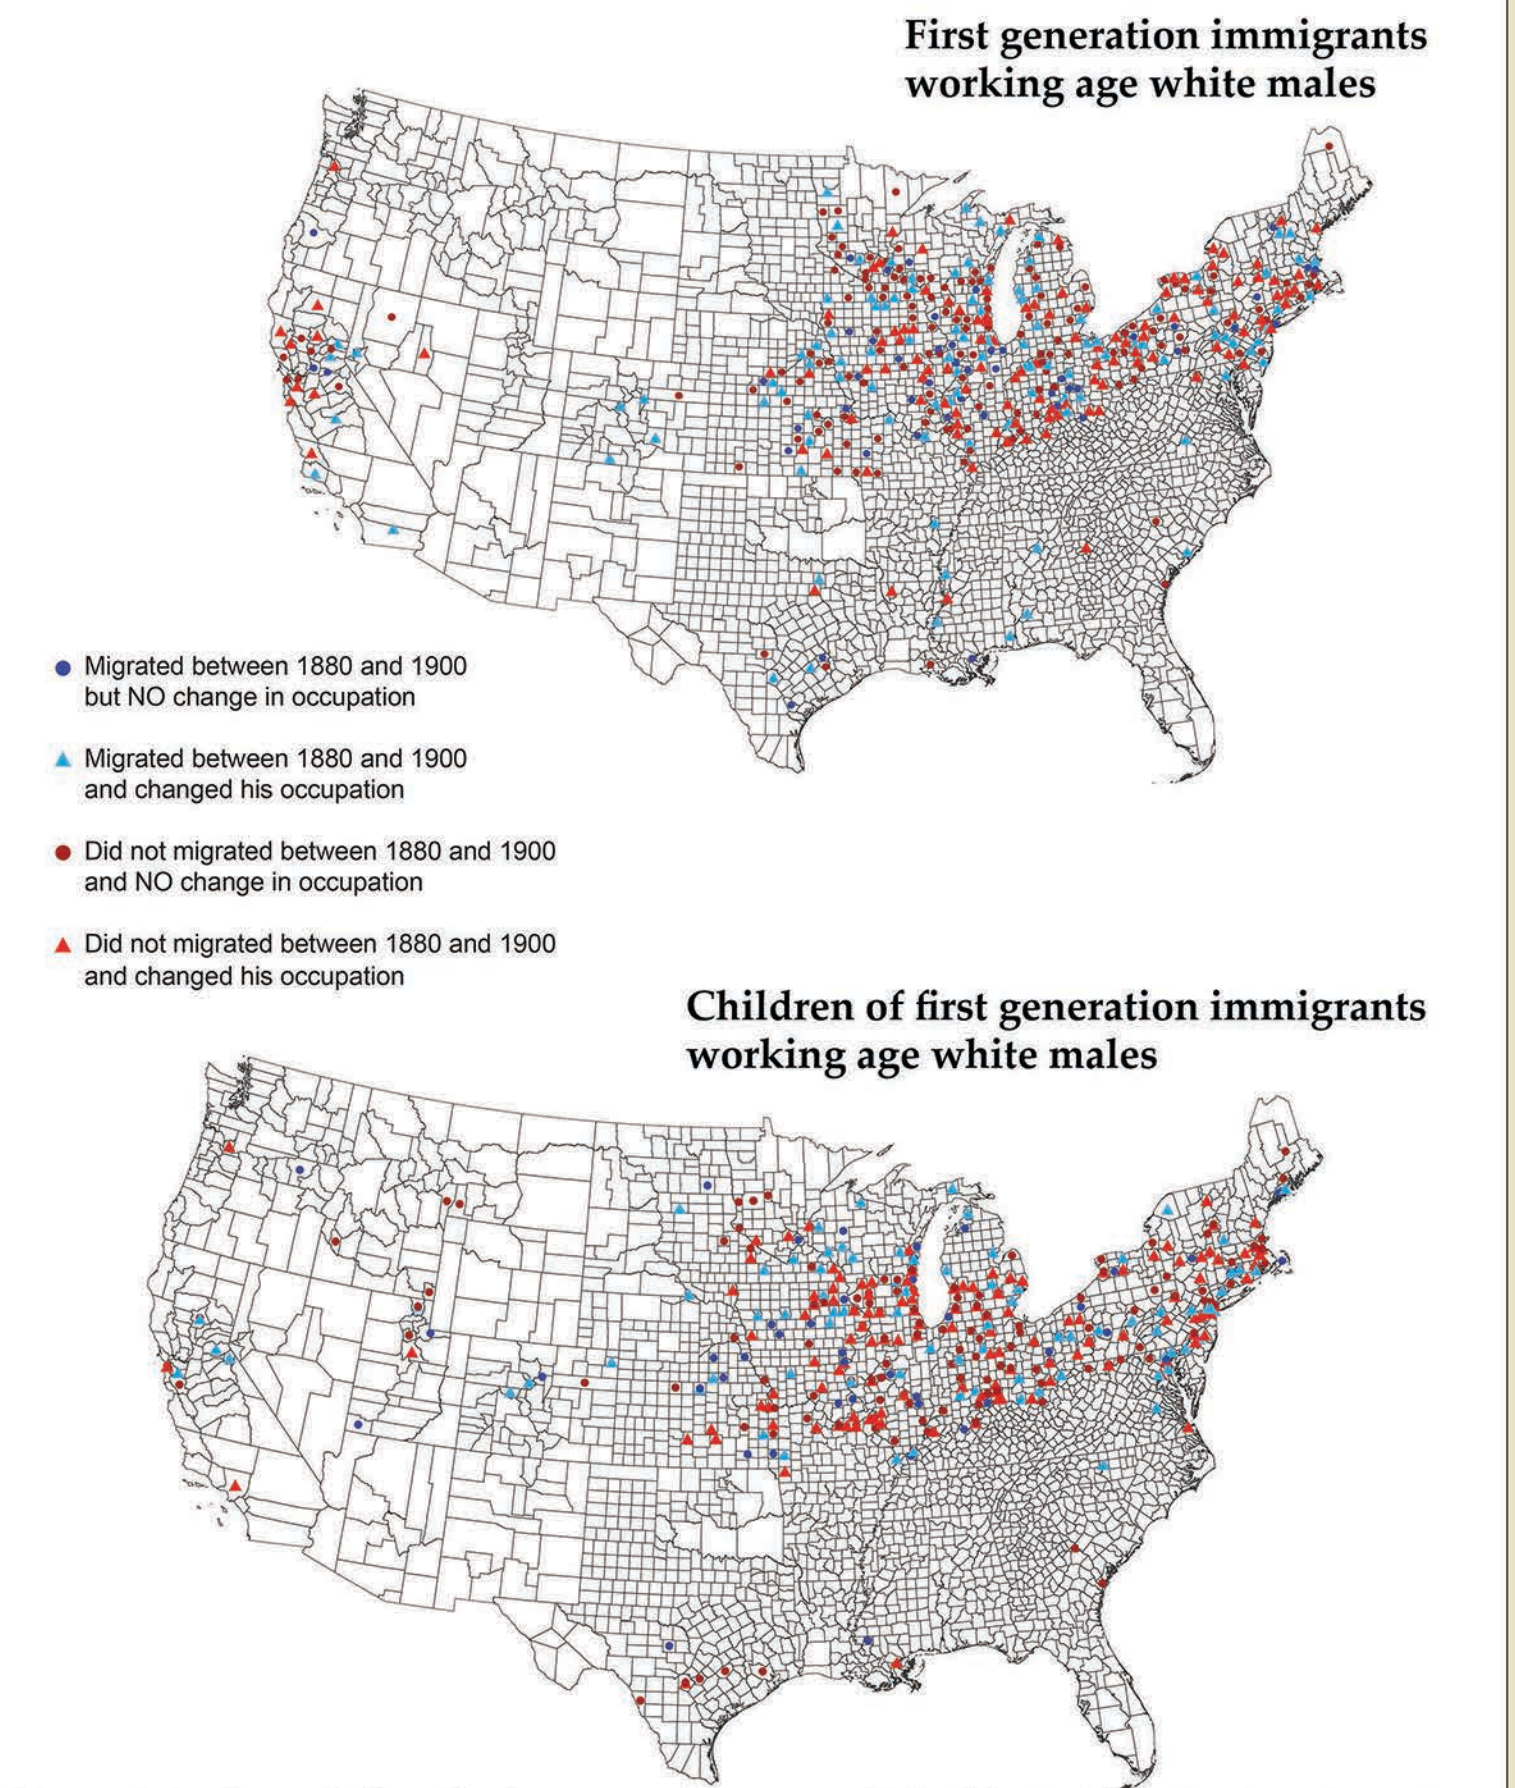 First generation immigrants
working age white males
Migrated between 1880 and 1900
but NO change in occupation
Migrated between 1880 and 1900
and changed his occupation
Did not migrated between 1880 and 1900
and NO change in occupation
Did not migrated between 1880 and 1900
and changed his occupation
Children of first generation immigrants
working age white males